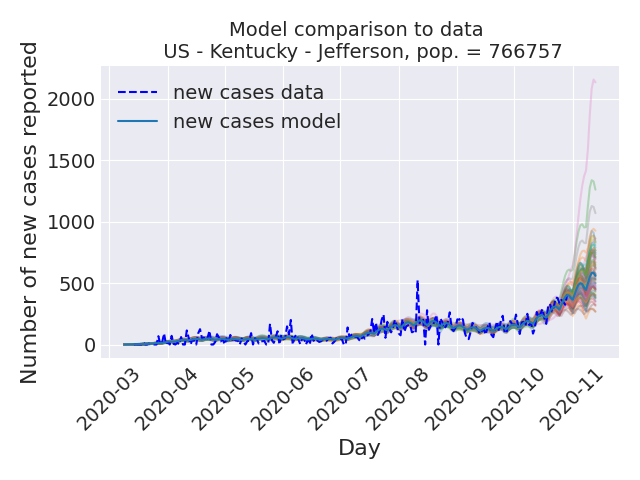 Model comparison to data
US - Kentucky - Jefferson, pop. = 766757
Number of new cases reported
2000
1500
1000
500
0
new cases data
new cases model
2020-03
2020-04
2020-05
2020-06
2020-07
2020-08
2020-09
2020-10
2020-11
Day